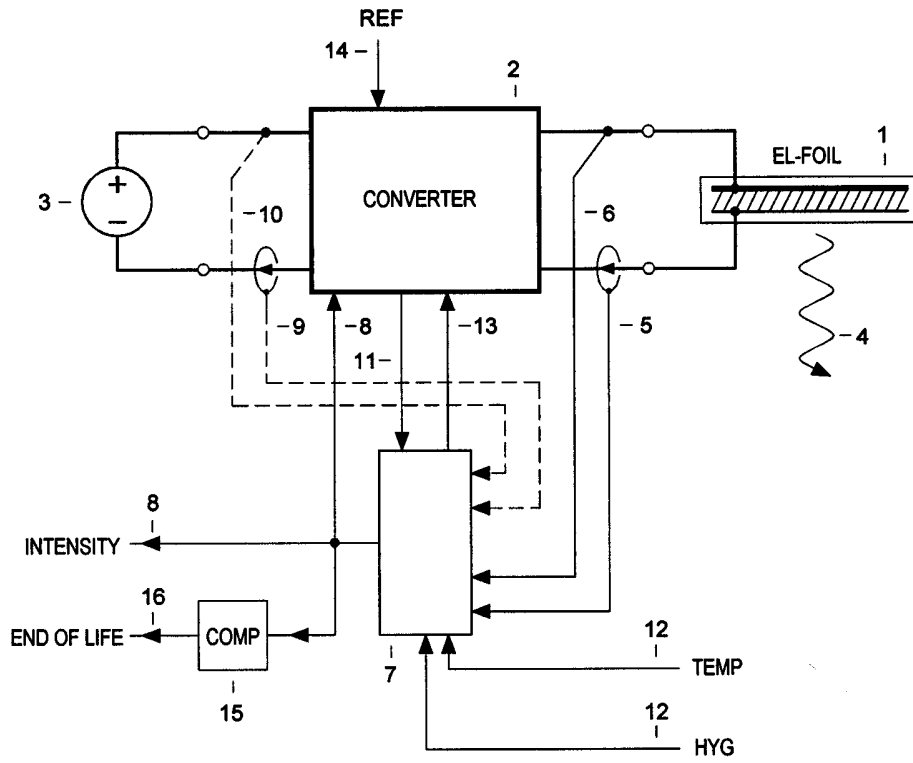 REF
14
2
1
EL-FOIL
+
3
−
CONVERTER
10
6
9
8
13
5
4
11
8
INTENSITY
16
END OF LIFE
COMP
12
7
TEMP
15
12
HYG